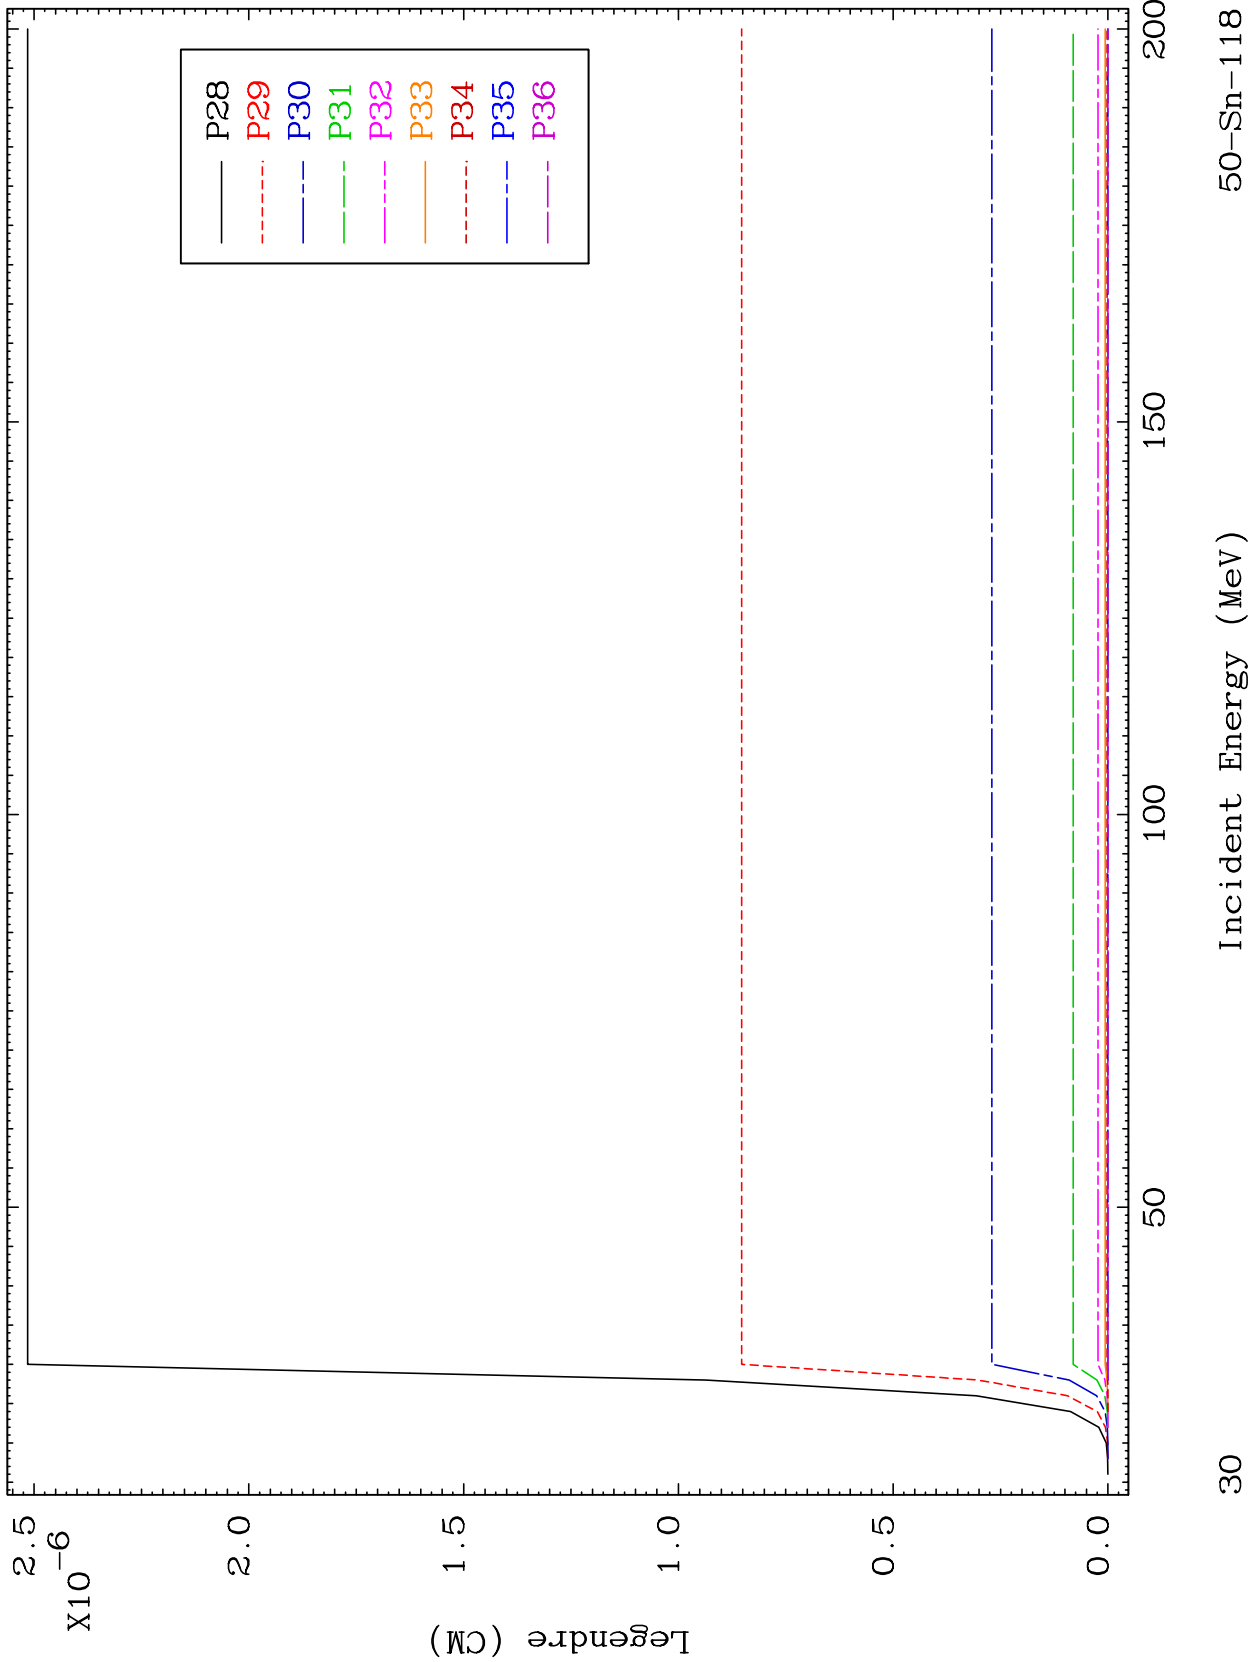 2.5
X10-6
2.0
1.5
1.0
0.5
0.0
Legendre (CM)
P28
P29
P30
P31
P32
P33
P34
P35
P36
50
100
150
200
Incident Energy (MeV)
30
50-Sn-118